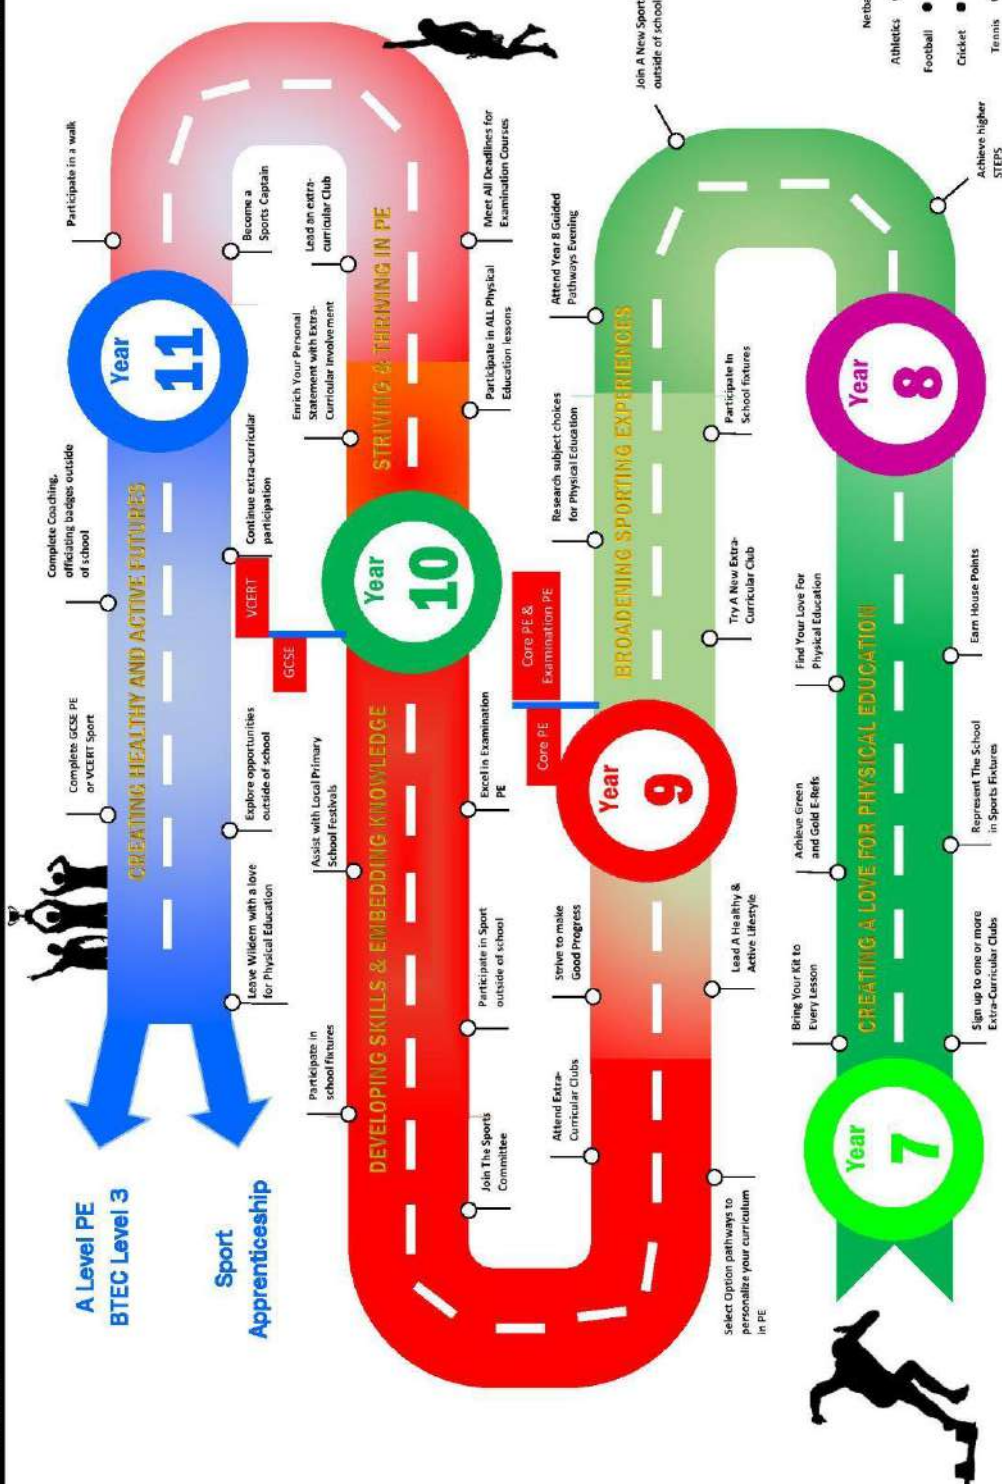 Participate in a walk
Complete Coaching,
officiating badges outside
of school
Complete GCSE PE
or VCERT Sport
A Level PE
BTEC Level 3
CREATING HEALTHY AND ACTIVE FUTURES
Year
11
Sport
Apprenticeship
Leave Wildern with a love
for Physical Education
Explore opportunities
outside of school
Continue extra-curricular
participation
Become a
Sports Captain
VCERT
GCSE
Participate in
school fixtures
Assist with Local Primary
School Festivals
Enrich Your Personal
Statement with Extra-
Curricular Involvement
Lead an extra-
curricular Club
DEVELOPING SKILLS & EMBEDDING KNOWLEDGE
Year
10
STRIVING & THRIVING IN PE
Join The Sports
Committee
Participate in Sport
outside of school
Excel in Examination
PE
Participate in ALL Physical
Education lessons
Meet All Deadlines for
Examination Courses
Core PE
Core PE &
Examination PE
Attend Extra-
Curricular Clubs
Strive to make
Good Progress
Research subject choices
for Physical Education
Attend Year 8 Guided
Pathways Evening
Join A New Sport
outside of school
Year
9
BROADENING SPORTING EXPERIENCES
Select Option pathways to
personalize your curriculum
in PE
Lead A Healthy &
Active Lifestyle
Try A New Extra-
Curricular Club
Participate In
School fixtures
Bring Your Kit to
Every Lesson
Achieve Green
and Gold E-Refs
Find Your Love For
Physical Education
Year
7
CREATING A LOVE FOR PHYSICAL EDUCATION
Year
8
Sign up to one or more
Extra-Curricular Clubs
Represent The School
in Sports Fixtures
Earn House Points
Achieve higher
STEPS
Athletics
Football
Cricket
Tennis